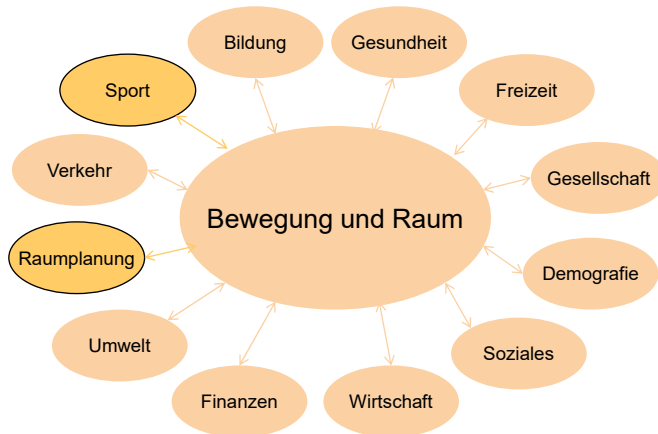 Bildung
Gesundheit
Sport
Freizeit
Verkehr
Gesellschaft
Bewegung und Raum
Raumplanung
Demografie
Umwelt
Soziales
Finanzen
Wirtschaft